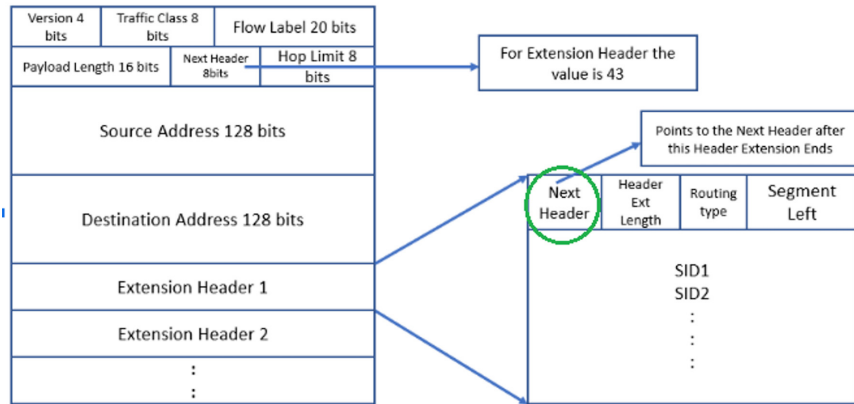 Version 4
bits
Traffic Class 8
bits
Flow Label 20 bits
Payload Length 16 bits
Next Header
8bits
Hop Limit 8
bits
For Extension Header the
value is 43
Source Address 128 bits
Points to the Next Header after
this Header Extension Ends
Destination Address 128 bits
Next
Header
Header
Ext
Length
Routing
type
Segment
Left
Extension Header 1
Extension Header 2
:
:
SID1
SID2
:
:
: